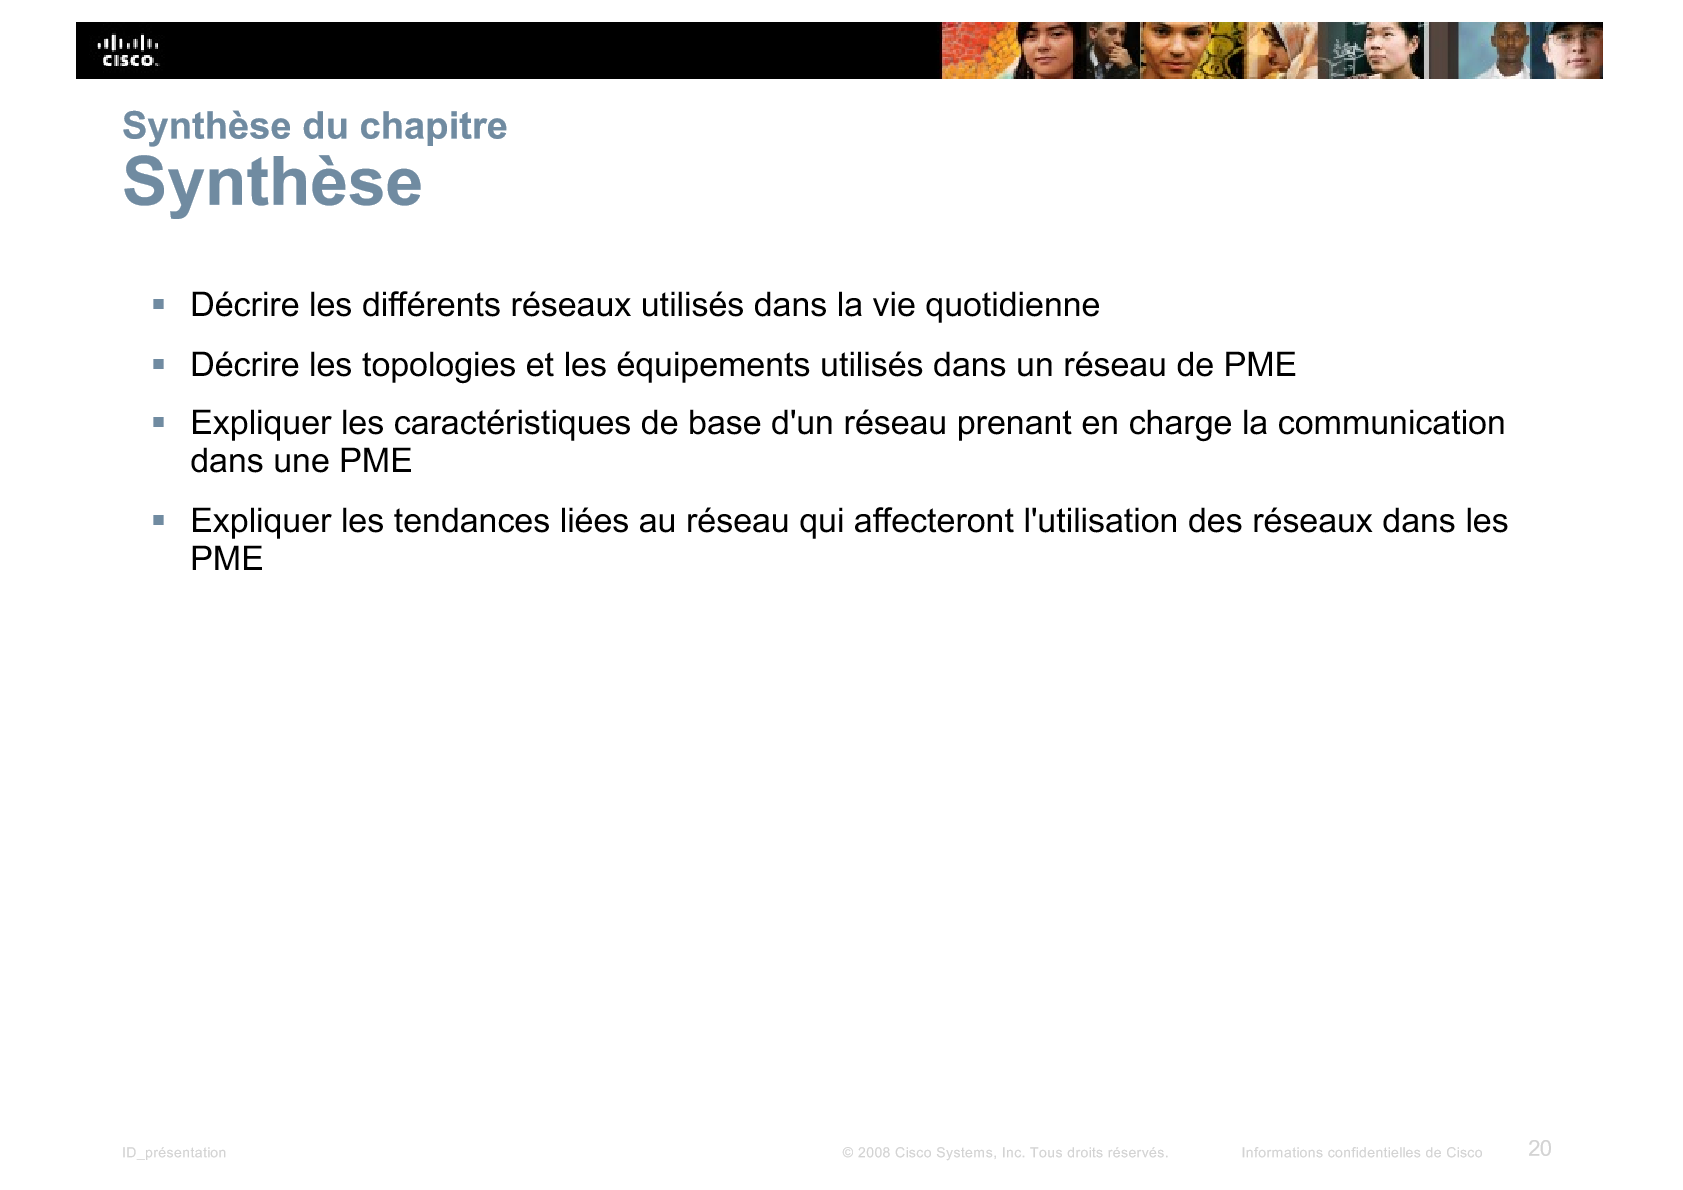 CISCO
Synthèse du chapitre
Synthèse
Décrire les différents réseaux utilisés dans la vie quotidienne
Décrire les topologies et les équipements utilisés dans un réseau de PME
Expliquer les caractéristiques de base d'un réseau prenant en charge la communication
dans une PME
Expliquer les tendances liées au réseau qui affecteront l'utilisation des réseaux dans les
PME
ID_présentation © 2008 Cisco Systems, Inc. Tous droits réservés. Informations confidentielles de Cisco 20